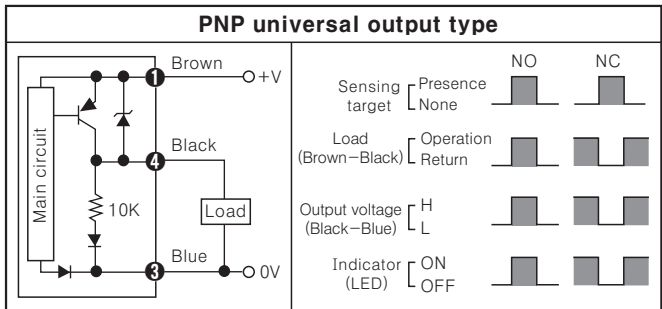 PNP universal output type
Main circuit
10K
1 Brown +V
4 Black
Load
3 Blue 0V
NO NC
Sensing target Presence
None
Load (Brown−Black) Operation
Return
Output voltage (Black−Blue) H
L
Indicator (LED) ON
OFF